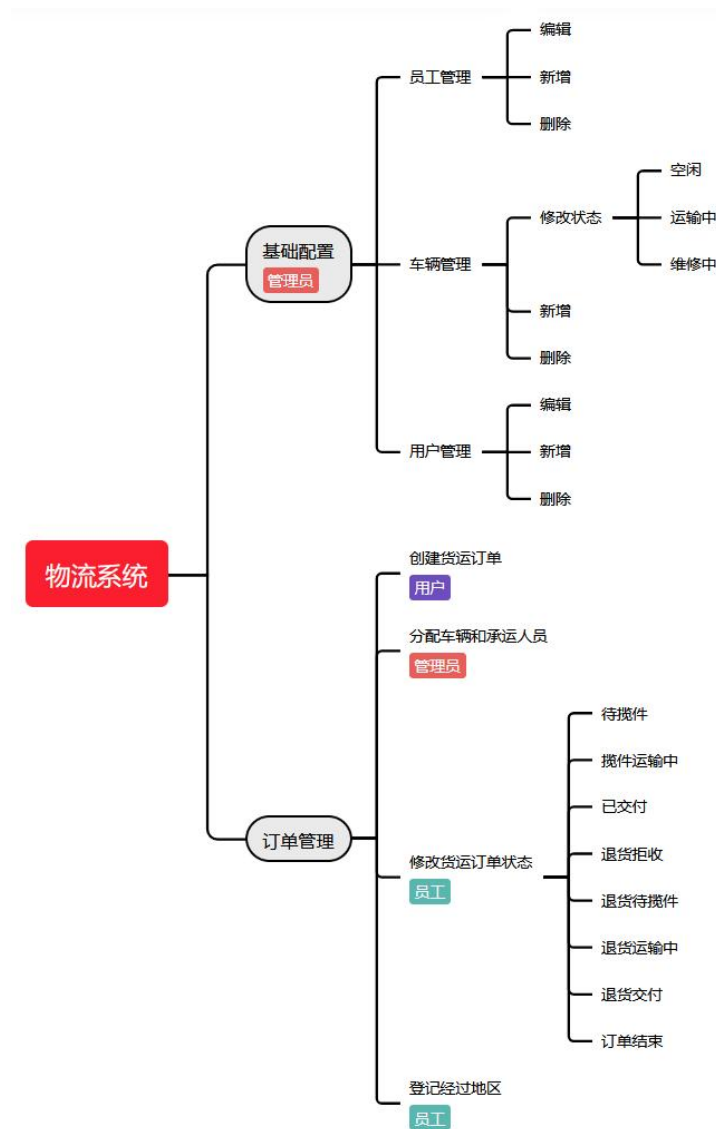 物流系统
基础配置
管理员
员工管理
编辑
新增
删除
车辆管理
修改状态
空闲
运输中
维修中
新增
删除
用户管理
编辑
新增
删除
订单管理
创建货运订单
用户
分配车辆和承运人员
管理员
修改货运订单状态
员工
待揽件
揽件运输中
已交付
退货拒收
退货待揽件
退货运输中
退货交付
订单结束
登记经过地区
员工